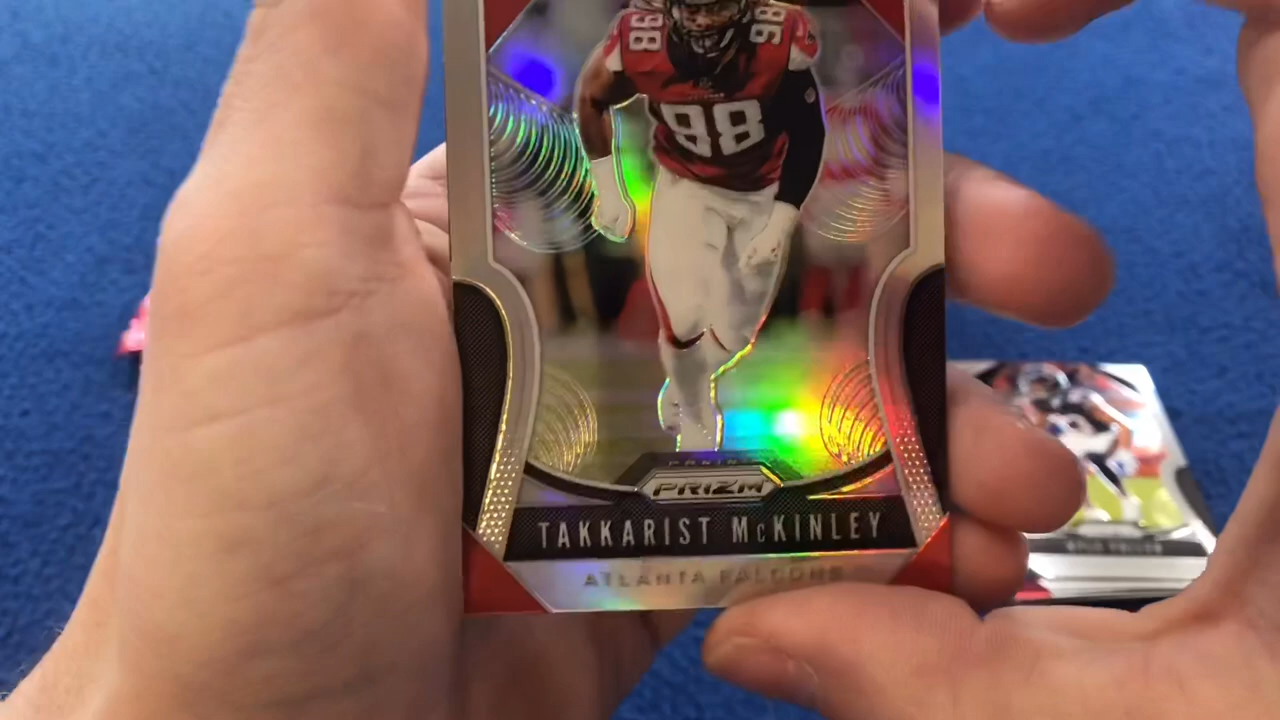 98 98
98
PANINI
PRIZM
TAKKARIST McKINLEY
ATLANTA FALCONS